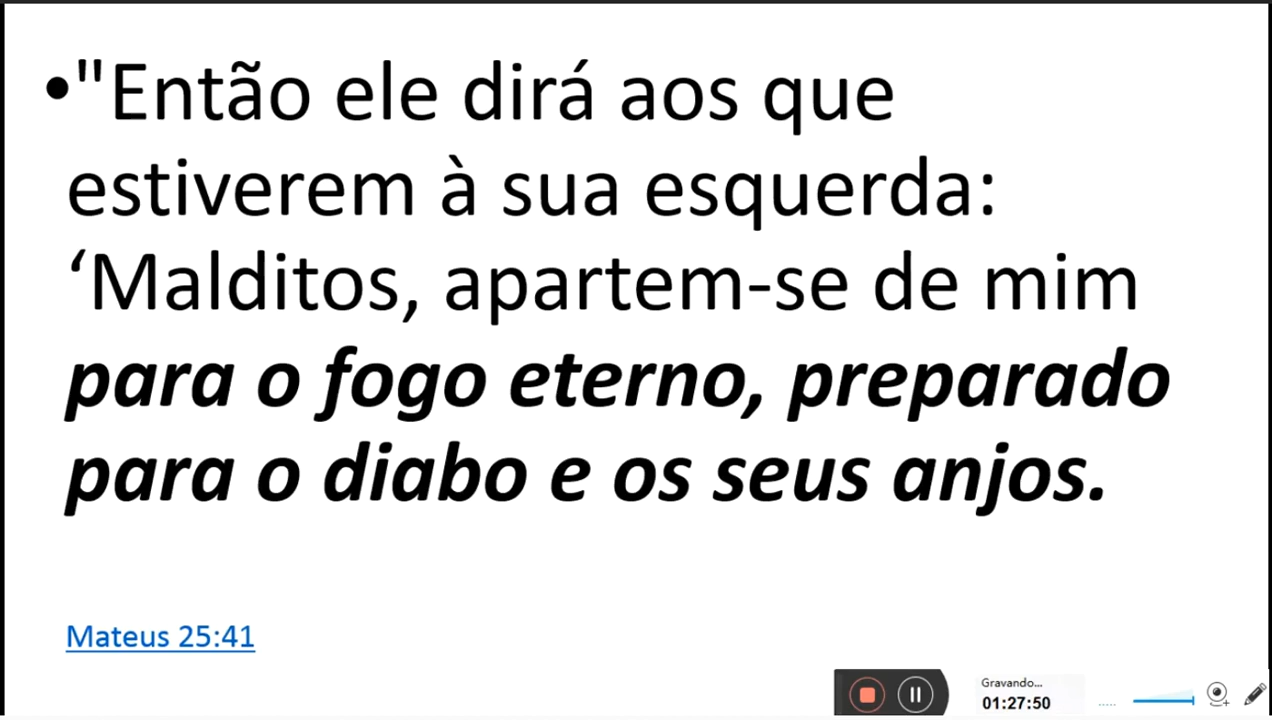 •"Então ele dirá aos que
estiverem à sua esquerda:
‘Malditos, apartem-se de mim
para o fogo eterno, preparado
para o diabo e os seus anjos.
Mateus 25:41
Gravando...
01:27:50